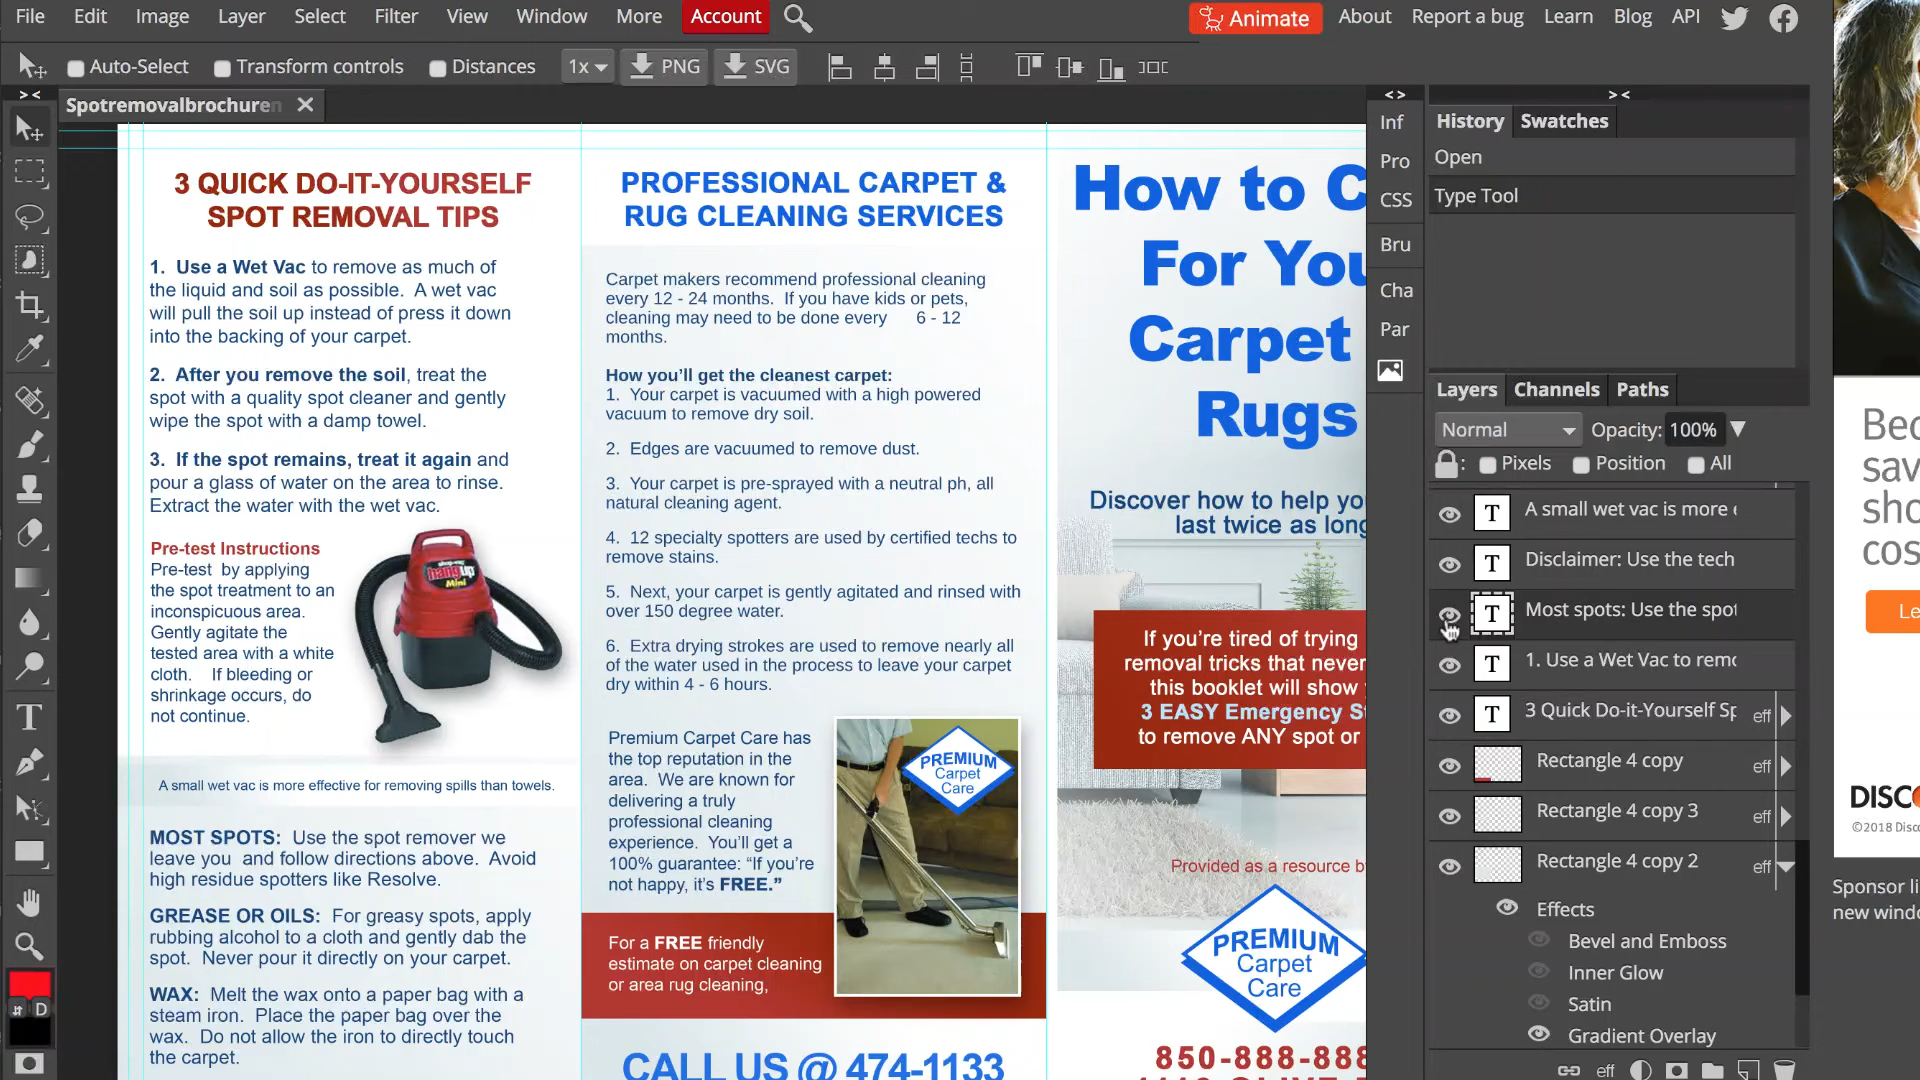 File Edit Image Layer Select Filter View Window More Account
Animate About Report a bug Learn Blog API
Auto-Select Transform controls Distances 1x PNG SVG
Spotremovalbrochuren
3 QUICK DO-IT-YOURSELF
SPOT REMOVAL TIPS
1. Use a Wet Vac to remove as much of
the liquid and soil as possible. A wet vac
will pull the soil up instead of press it down
into the backing of your carpet.
2. After you remove the soil, treat the
spot with a quality spot cleaner and gently
wipe the spot with a damp towel.
3. If the spot remains, treat it again and
pour a glass of water on the area to rinse.
Extract the water with the wet vac.
Pre-test Instructions
Pre-test by applying
the spot treatment to an
inconspicuous area.
Gently agitate the
tested area with a white
cloth. If bleeding or
shrinkage occurs, do
not continue.
hangup
Mini
A small wet vac is more effective for removing spills than towels.
MOST SPOTS: Use the spot remover we
leave you and follow directions above. Avoid
high residue spotters like Resolve.
GREASE OR OILS: For greasy spots, apply
rubbing alcohol to a cloth and gently dab the
spot. Never pour it directly on your carpet.
WAX: Melt the wax onto a paper bag with a
steam iron. Place the paper bag over the
wax. Do not allow the iron to directly touch
the carpet.
PROFESSIONAL CARPET &
RUG CLEANING SERVICES
Carpet makers recommend professional cleaning
every 12 - 24 months. If you have kids or pets,
cleaning may need to be done every 6 - 12
months.
How you'll get the cleanest carpet:
1. Your carpet is vacuumed with a high powered
vacuum to remove dry soil.
2. Edges are vacuumed to remove dust.
3. Your carpet is pre-sprayed with a neutral ph, all
natural cleaning agent.
4. 12 specialty spotters are used by certified techs to
remove stains.
5. Next, your carpet is gently agitated and rinsed with
over 150 degree water.
6. Extra drying strokes are used to remove nearly all
of the water used in the process to leave your carpet
dry within 4 - 6 hours.
Premium Carpet Care has
the top reputation in the
area. We are known for
delivering a truly
professional cleaning
experience. You'll get a
100% guarantee: “If you're
not happy, it's FREE.”
PREMIUM
Carpet
Care
For a FREE friendly
estimate on carpet cleaning
or area rug cleaning,
CALL US @ 474-1133
How to C
For You
Carpet
Rugs
Discover how to help yo
last twice as long
If you're tired of trying
removal tricks that never
this booklet will show
3 EASY Emergency St
to remove ANY spot or
Provided as a resource b
PREMIUM
Carpet
Care
850-888-888
Inf
Pro
CSS
Bru
Cha
Par
History Swatches
Open
Type Tool
Layers Channels Paths
Normal Opacity: 100%
: Pixels Position All
T A small wet vac is more
T Disclaimer: Use the tech
T Most spots: Use the spot
T 1. Use a Wet Vac to remo
T 3 Quick Do-it-Yourself Sp eff
Rectangle 4 copy eff
Rectangle 4 copy 3 eff
Rectangle 4 copy 2 eff
Effects
Bevel and Emboss
Inner Glow
Satin
Gradient Overlay
eff
Bec
sav
sho
cos
Le
DISCO
©2018 Disc
Sponsor li
new windo
T
D